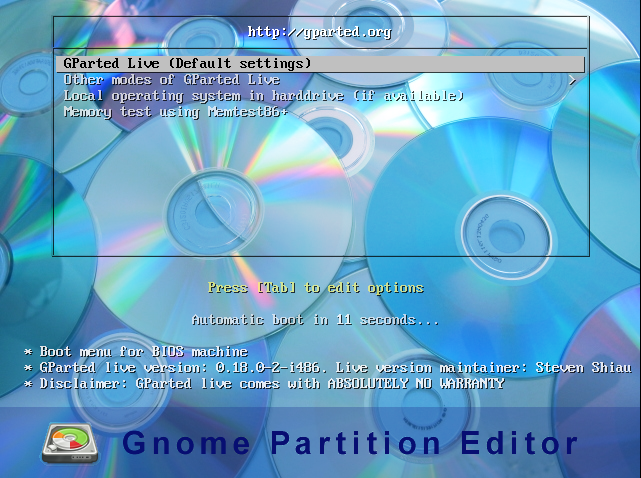 http://gparted.org
GParted Live (Default settings)
Other modes of GParted Live >
Local operating system in harddrive (if available)
Memory test using Memtest86+
Press [Tab] to edit options
Automatic boot in 11 seconds...
* Boot menu for BIOS machine
* GParted live version: 0.18.0-2-i486. Live version maintainer: Steven Shiau
* Disclaimer: GParted live comes with ABSOLUTELY NO WARRANTY
Gnome Partition Editor